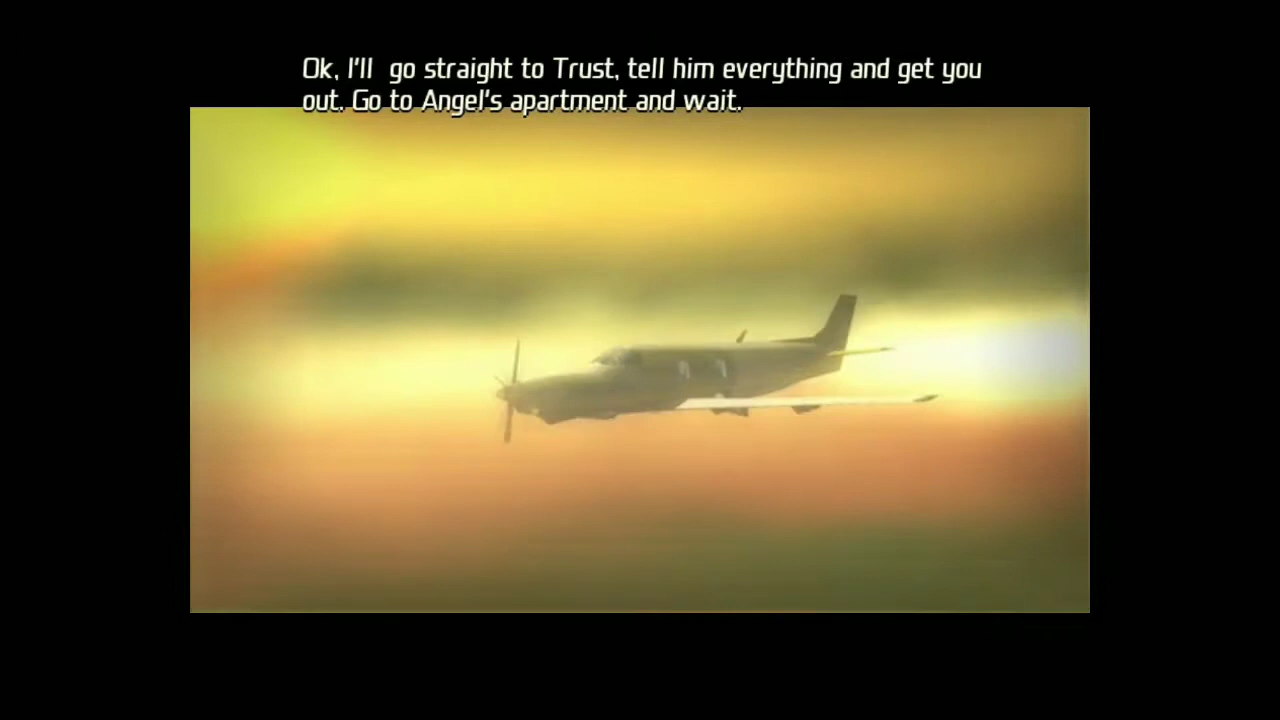 Ok, I'll  go straight to Trust, tell him everything and get you
out. Go to Angel's apartment and wait.